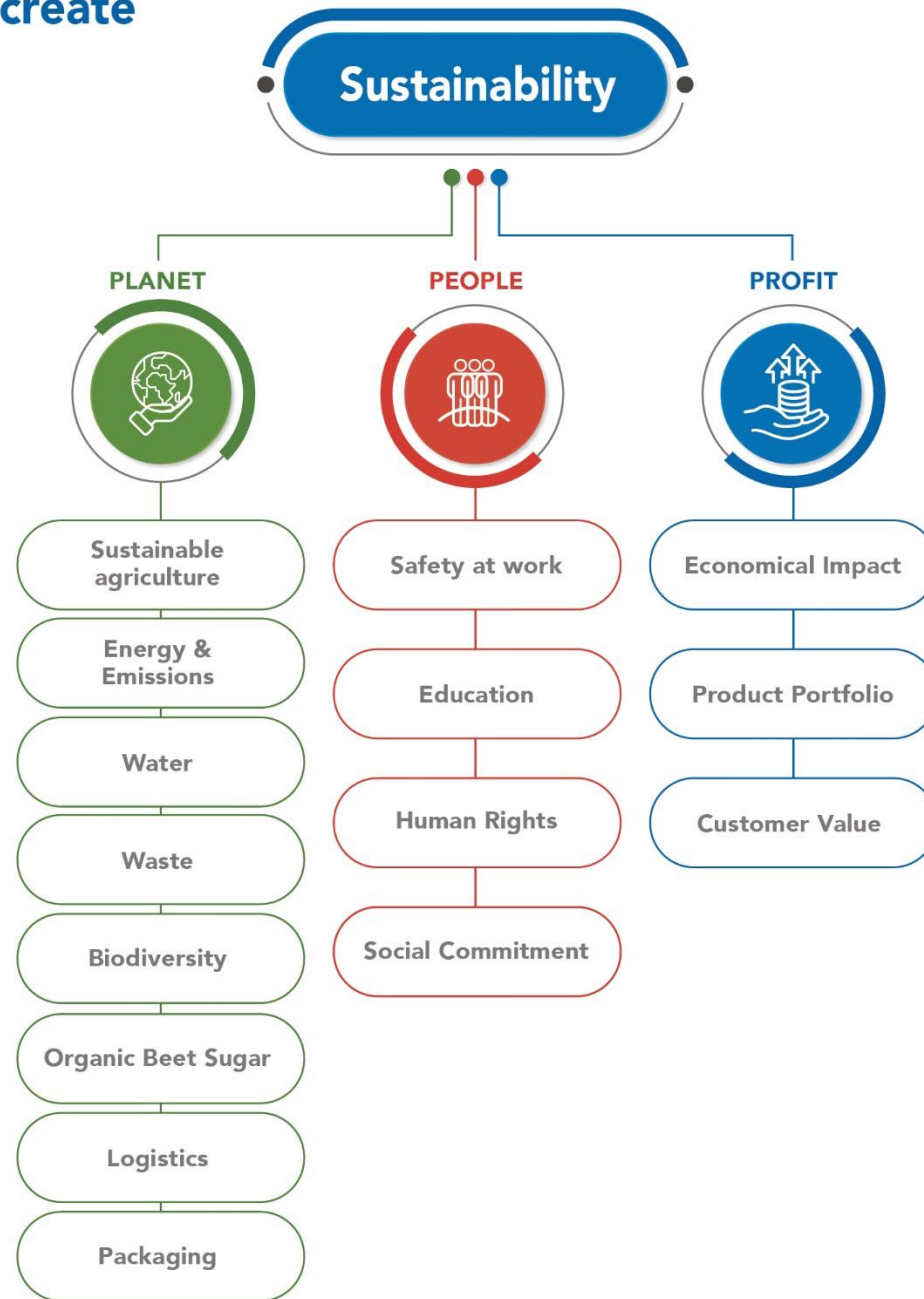 create
Sustainability
PLANET
PEOPLE
PROFIT
Sustainable
agriculture
Energy &
Emissions
Water
Waste
Biodiversity
Organic Beet Sugar
Logistics
Packaging
Safety at work
Education
Human Rights
Social Commitment
Economical Impact
Product Portfolio
Customer Value